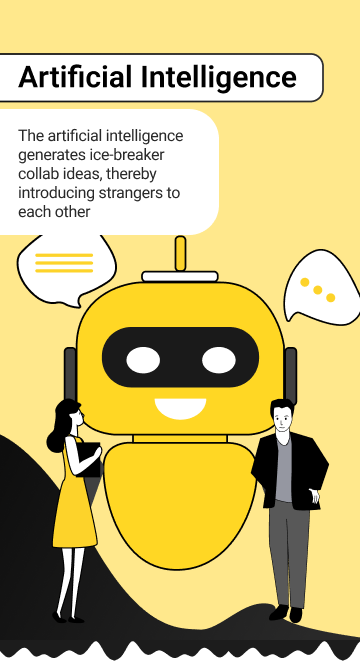 Artificial Intelligence
The artificial intelligence
generates ice-breaker
collab ideas, thereby
introducing strangers to
each other